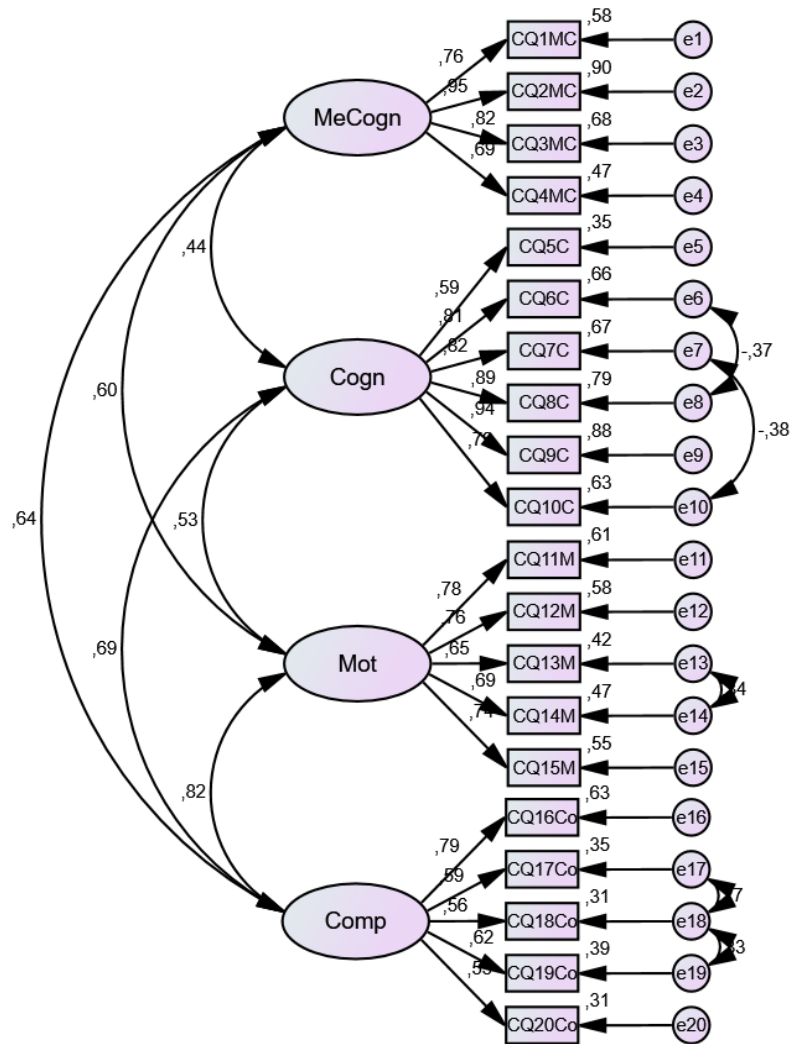 ,58
CQ1MC
e1
,76
,90
CQ2MC
e2
,95
MeCogn
,82
,68
CQ3MC
e3
,69
,47
CQ4MC
e4
,35
CQ5C
e5
,44
,59
,66
CQ6C
e6
,81
,67
CQ7C
e7
-,37
,82
Cogn
,89
,79
CQ8C
e8
,60
,94
,88
CQ9C
e9
-,38
,63
CQ10C
e10
,64
,53
,61
CQ11M
e11
,78
,58
CQ12M
e12
,76
,69
,65
,42
Mot
CQ13M
e13
,69
,47
CQ14M
e14
,55
CQ15M
e15
,82
,63
CQ16Co
e16
,79
,35
CQ17Co
e17
,59
,31
Comp
,56
CQ18Co
e18
,62
,39
CQ19Co
e19
,31
CQ20Co
e20